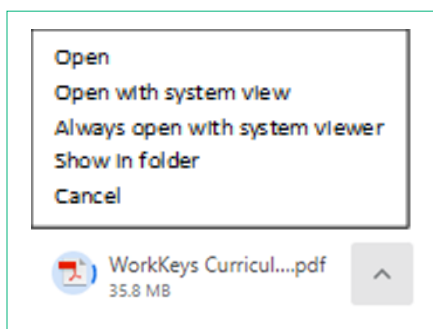 Open
Open with system view
Always open with system viewer
Show in folder
Cancel
WorkKeys Curricul....pdf
35.8 MB